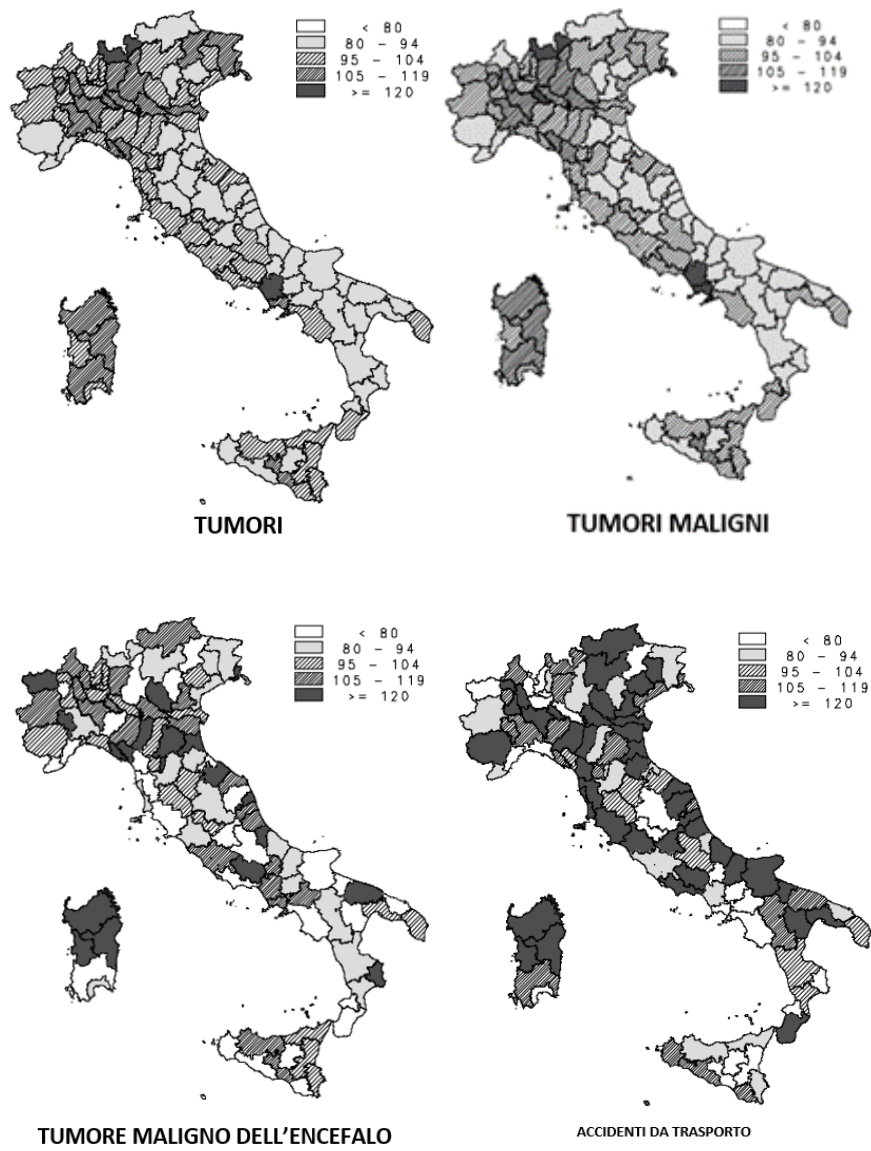 < 80
80 – 94
95 – 104
105 – 119
>= 120
TUMORI
< 80
80 – 94
95 – 104
105 – 119
>= 120
TUMORI MALIGNI
< 80
80 – 94
95 – 104
105 – 119
>= 120
TUMORE MALIGNO DELL'ENCEFALO
< 80
80 – 94
95 – 104
105 – 119
>= 120
ACCIDENTI DA TRASPORTO